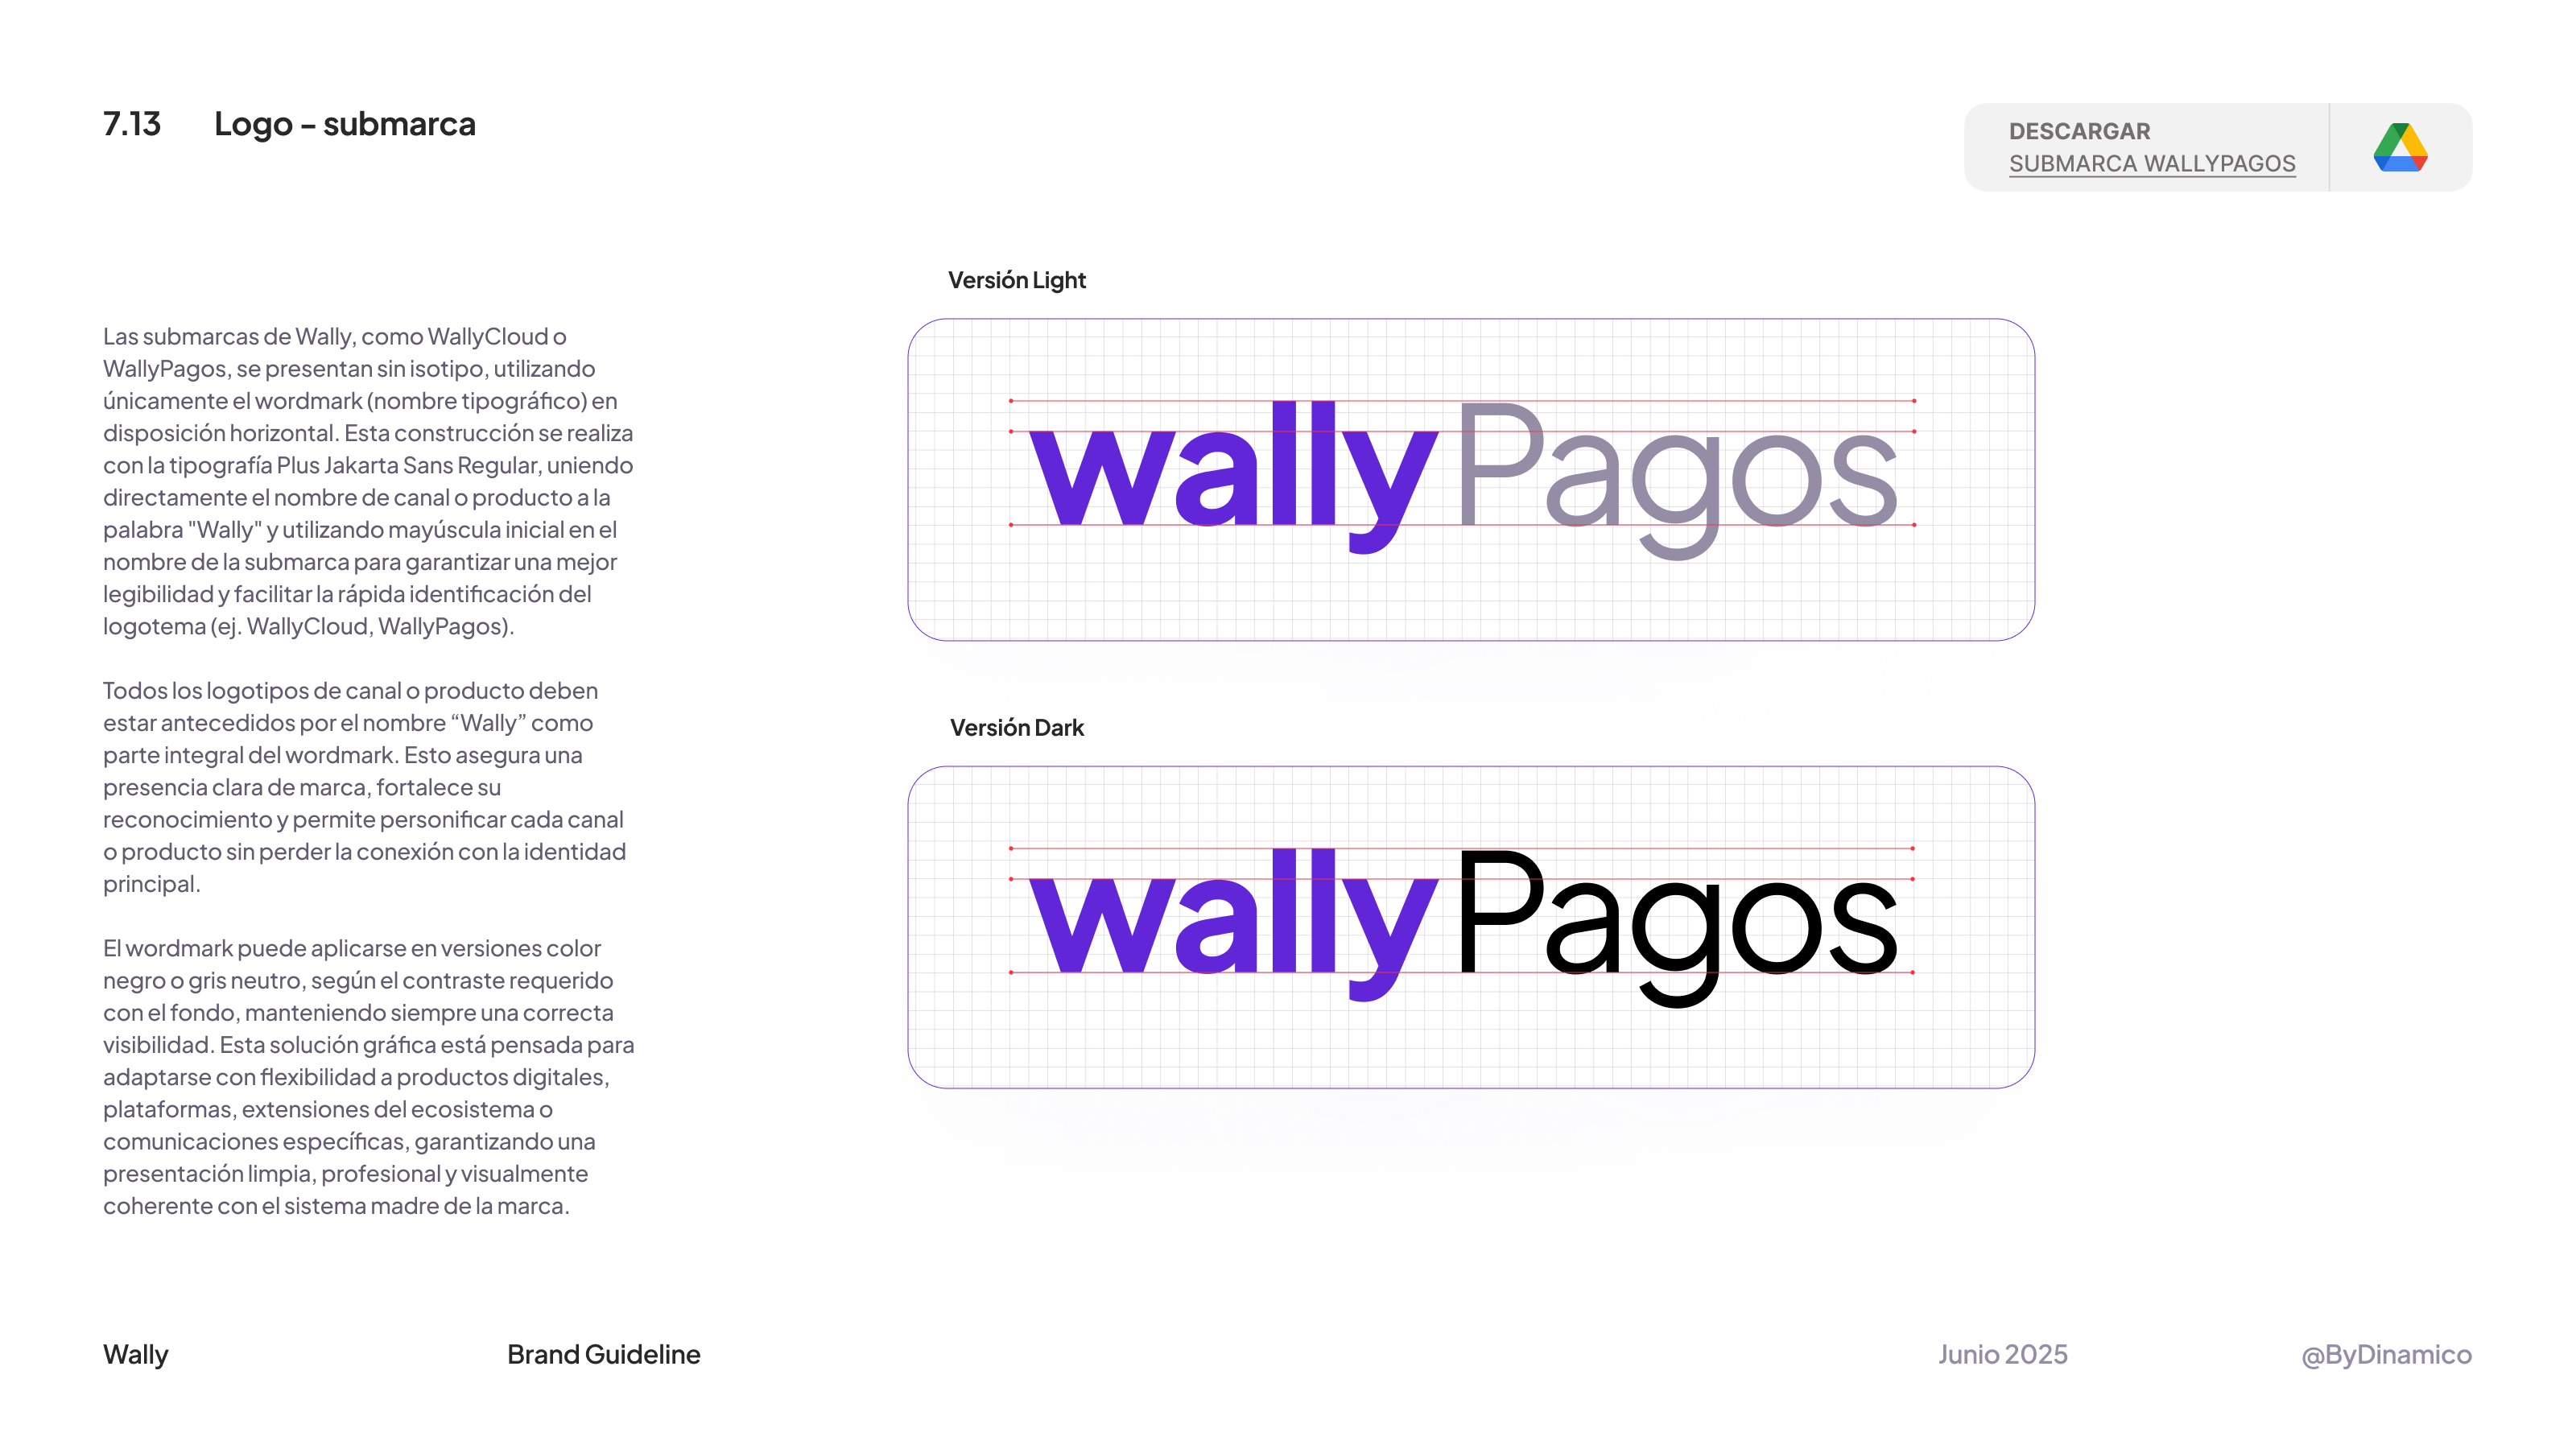 7.13 Logo – submarca
DESCARGAR
SUBMARCA WALLYPAGOS
Las submarcas de Wally, como WallyCloud o
WallyPagos, se presentan sin isotipo, utilizando
únicamente el wordmark (nombre tipográfico) en
disposición horizontal. Esta construcción se realiza
con la tipografía Plus Jakarta Sans Regular, uniendo
directamente el nombre de canal o producto a la
palabra "Wally" y utilizando mayúscula inicial en el
nombre de la submarca para garantizar una mejor
legibilidad y facilitar la rápida identificación del
logotema (ej. WallyCloud, WallyPagos).
Todos los logotipos de canal o producto deben
estar antecedidos por el nombre “Wally” como
parte integral del wordmark. Esto asegura una
presencia clara de marca, fortalece su
reconocimiento y permite personificar cada canal
o producto sin perder la conexión con la identidad
principal.
El wordmark puede aplicarse en versiones color
negro o gris neutro, según el contraste requerido
con el fondo, manteniendo siempre una correcta
visibilidad. Esta solución gráfica está pensada para
adaptarse con flexibilidad a productos digitales,
plataformas, extensiones del ecosistema o
comunicaciones específicas, garantizando una
presentación limpia, profesional y visualmente
coherente con el sistema madre de la marca.
Versión Light
wallyPagos
Versión Dark
wallyPagos
Wally
Brand Guideline
Junio 2025
@ByDinamico